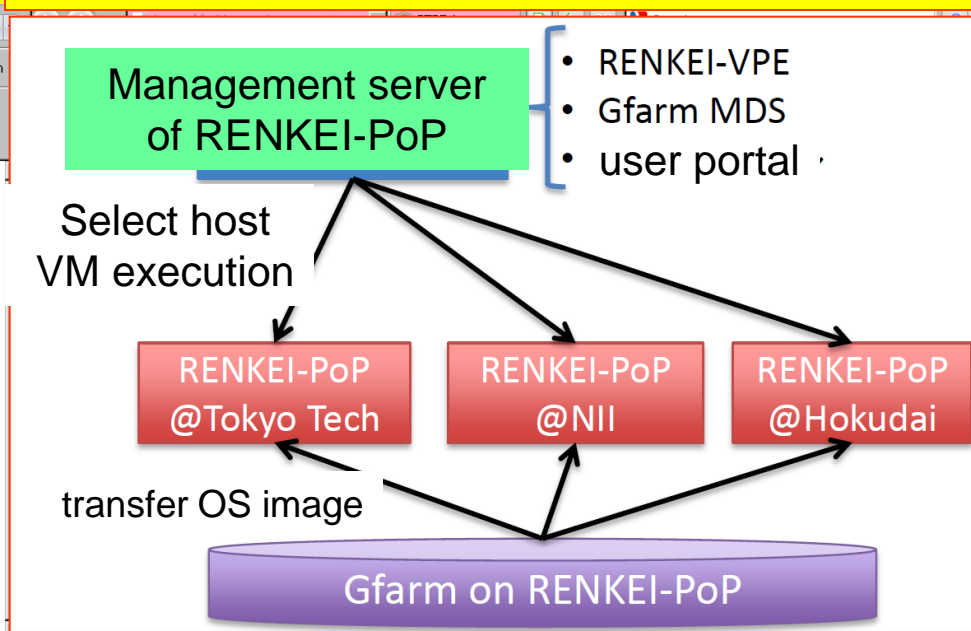 Management server
of RENKEI-PoP
• RENKEI-VPE
• Gfarm MDS
• user portal
Select host
VM execution
RENKEI-PoP
@Tokyo Tech
RENKEI-PoP
@NII
RENKEI-PoP
@Hokudai
transfer OS image
Gfarm on RENKEI-PoP